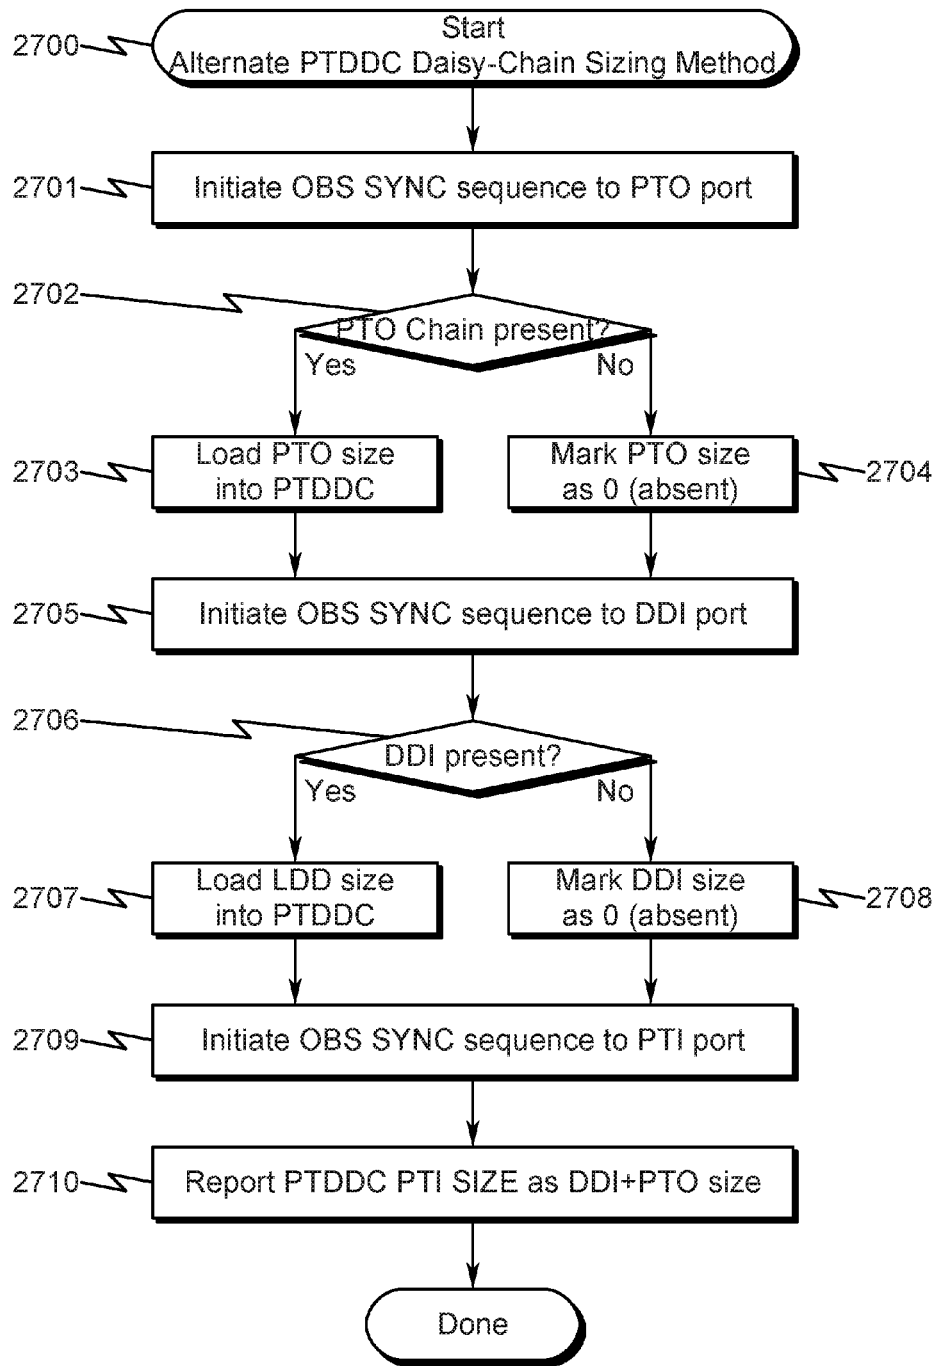 2700
Start
Alternate PTDDC Daisy-Chain Sizing Method
2701
Initiate OBS SYNC sequence to PTO port
2702
PTO Chain present?
Yes
No
2703
Load PTO size
into PTDDC
Mark PTO size
as 0 (absent)
2704
2705
Initiate OBS SYNC sequence to DDI port
2706
DDI present?
Yes
No
2707
Load LDD size
into PTDDC
Mark DDI size
as 0 (absent)
2708
2709
Initiate OBS SYNC sequence to PTI port
2710
Report PTDDC PTI SIZE as DDI+PTO size
Done